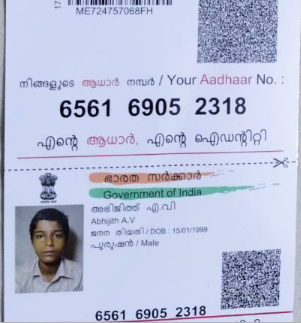 ME724757068FH
നിങ്ങളുടെ ആധാർ നമ്പർ / Your Aadhaar No. :
6561 6905 2318
എന്റെ ആധാർ, എന്റെ ഐഡന്റിറ്റി
ഭാരത സർക്കാർ
Government of India
അഭിജിത്ത് എ.വി
Abhijith A.V
ജനന തിയതി / DOB : 15/01/1999
പുരുഷൻ / Male
6561 6905 2318